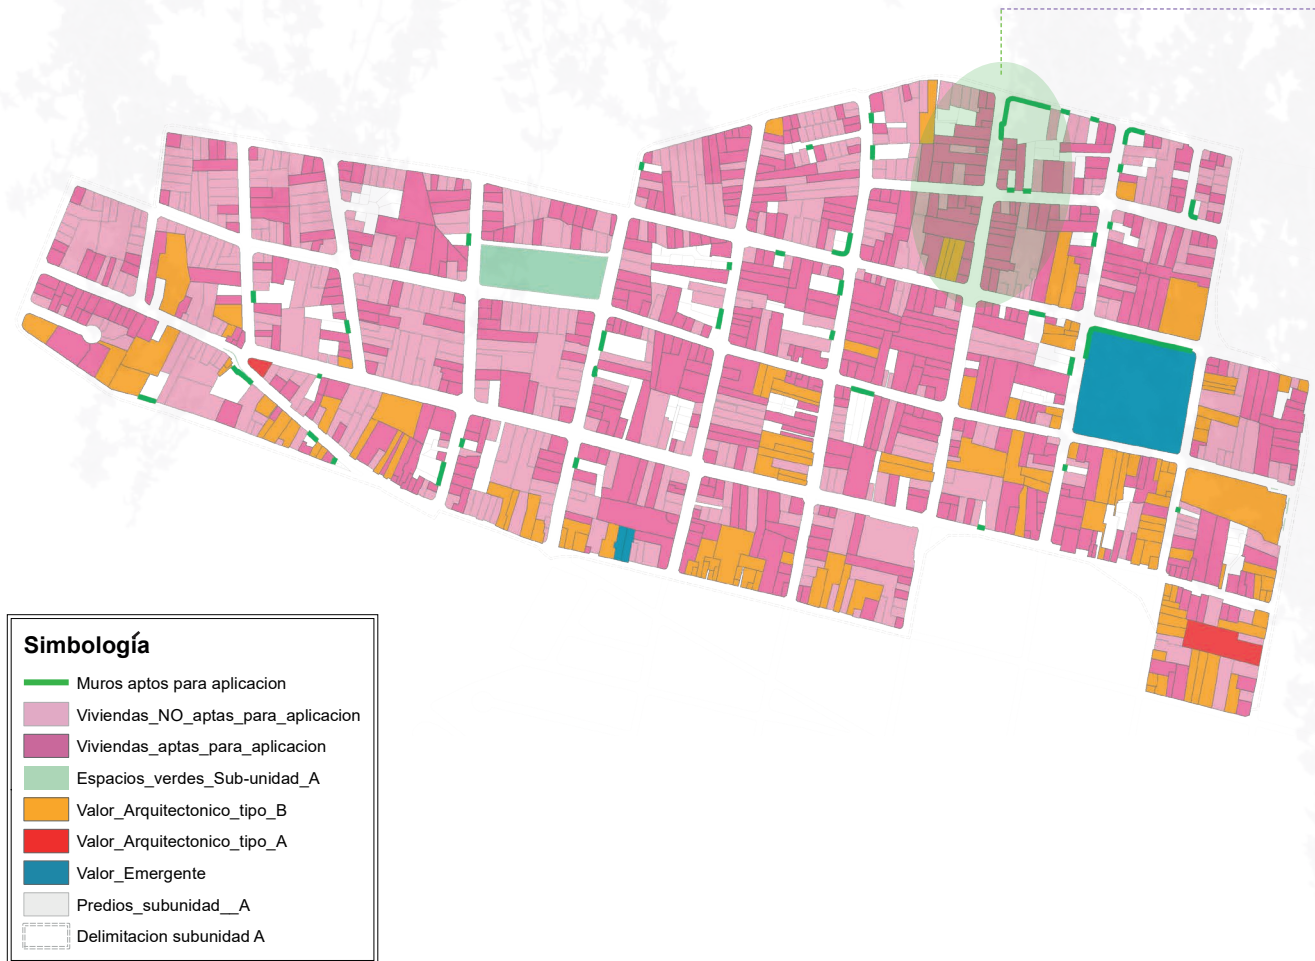 Simbología
Muros aptos para aplicacion
Viviendas_NO_aptas_para_aplicacion
Viviendas_aptas_para_aplicacion
Espacios_verdes_Sub-unidad_A
Valor_Arquitectonico_tipo_B
Valor_Arquitectonico_tipo_A
Valor_Emergente
Predios_subunidad__A
Delimitacion subunidad A